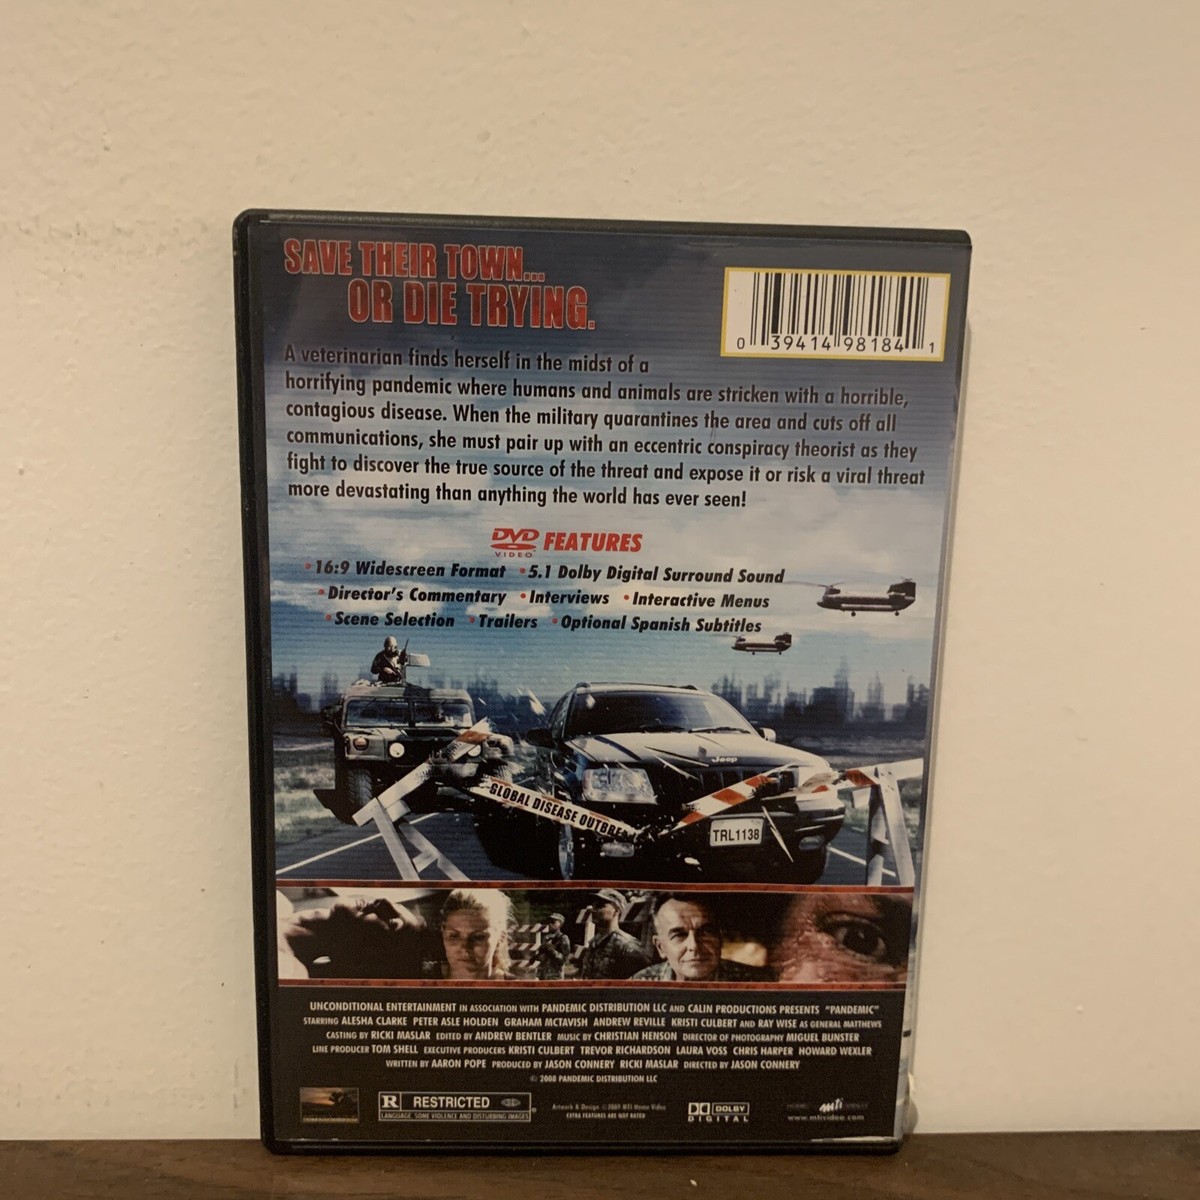 SAVE THEIR TOWN...
OR DIE TRYING.
0 39414 98184 1
A veterinarian finds herself in the midst of a
horrifying pandemic where humans and animals are stricken with a horrible,
contagious disease. When the military quarantines the area and cuts off all
communications, she must pair up with an eccentric conspiracy theorist as they
fight to discover the true source of the threat and expose it or risk a viral threat
more devastating than anything the world has ever seen!
DVD VIDEO FEATURES
•16:9 Widescreen Format •5.1 Dolby Digital Surround Sound
•Director's Commentary •Interviews •Interactive Menus
•Scene Selection •Trailers •Optional Spanish Subtitles
Jeep
GLOBAL DISEASE OUTBRE
TRL1138
UNCONDITIONAL ENTERTAINMENT IN ASSOCIATION WITH PANDEMIC DISTRIBUTION LLC AND CALIN PRODUCTIONS PRESENTS "PANDEMIC"
STARRING ALESHA CLARKE PETER ASLE HOLDEN GRAHAM MCTAVISH ANDREW REVILLE KRISTI CULBERT AND RAY WISE AS GENERAL MATTHEWS
CASTING BY RICKI MASLAR EDITED BY ANDREW BENTLER MUSIC BY CHRISTIAN HENSON DIRECTOR OF PHOTOGRAPHY MIGUEL BUNSTER
LINE PRODUCER TOM SHELL EXECUTIVE PRODUCERS KRISTI CULBERT TREVOR RICHARDSON LAURA VOSS CHRIS HARPER HOWARD WEXLER
WRITTEN BY AARON POPE PRODUCED BY JASON CONNERY RICKI MASLAR DIRECTED BY JASON CONNERY
© 2008 PANDEMIC DISTRIBUTION LLC
R RESTRICTED
LANGUAGE, SOME VIOLENCE AND DISTURBING IMAGES
Artwork & Design ©2009 MTI Home Video
EXTRA FEATURES ARE NOT RATED
DOLBY
DIGITAL
HOME mti VIDEO
www.mtivideo.com